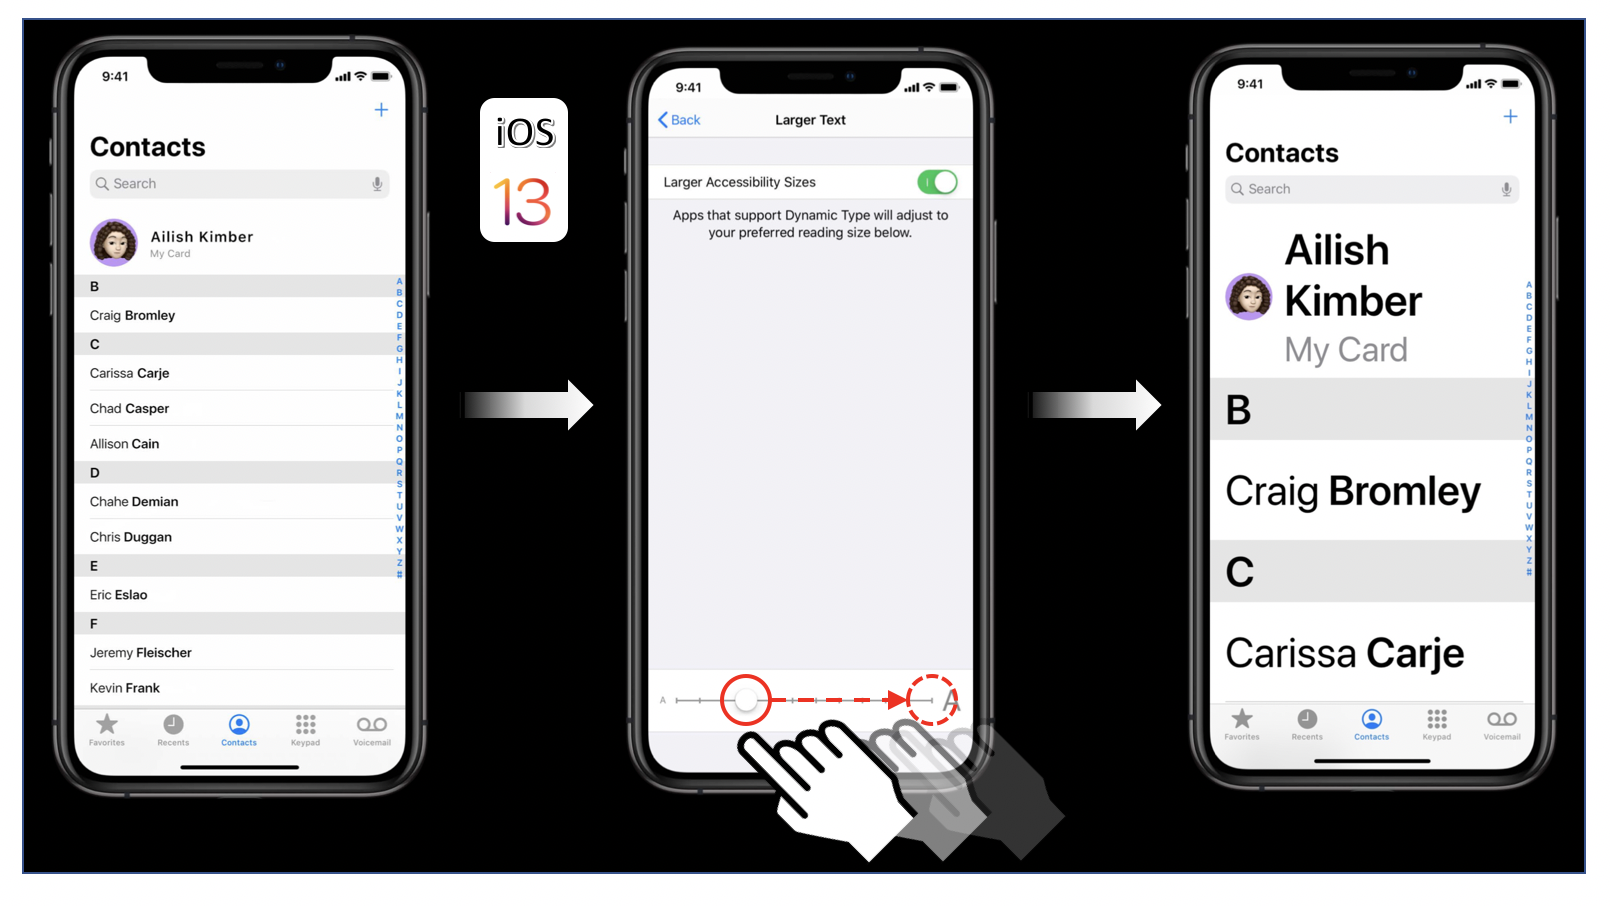 9:41
+
Contacts
Search
Ailish Kimber
My Card
B
Craig Bromley
C
Carissa Carje
Chad Casper
Allison Cain
D
Chahe Demian
Chris Duggan
E
Eric Eslao
F
Jeremy Fleischer
Kevin Frank
A
B
C
D
E
F
G
H
I
J
K
L
M
N
O
P
Q
R
S
T
U
V
W
X
Y
Z
#
Favorites
Recents
Contacts
Keypad
Voicemail
iOS
13
9:41
Back
Larger Text
Larger Accessibility Sizes
Apps that support Dynamic Type will adjust to
your preferred reading size below.
A
A
9:41
+
Contacts
Search
Ailish
Kimber
My Card
B
Craig Bromley
C
Carissa Carje
A
B
C
D
E
F
G
H
I
J
K
L
M
N
O
P
Q
R
S
T
U
V
W
X
Y
Z
#
Favorites
Recents
Contacts
Keypad
Voicemail